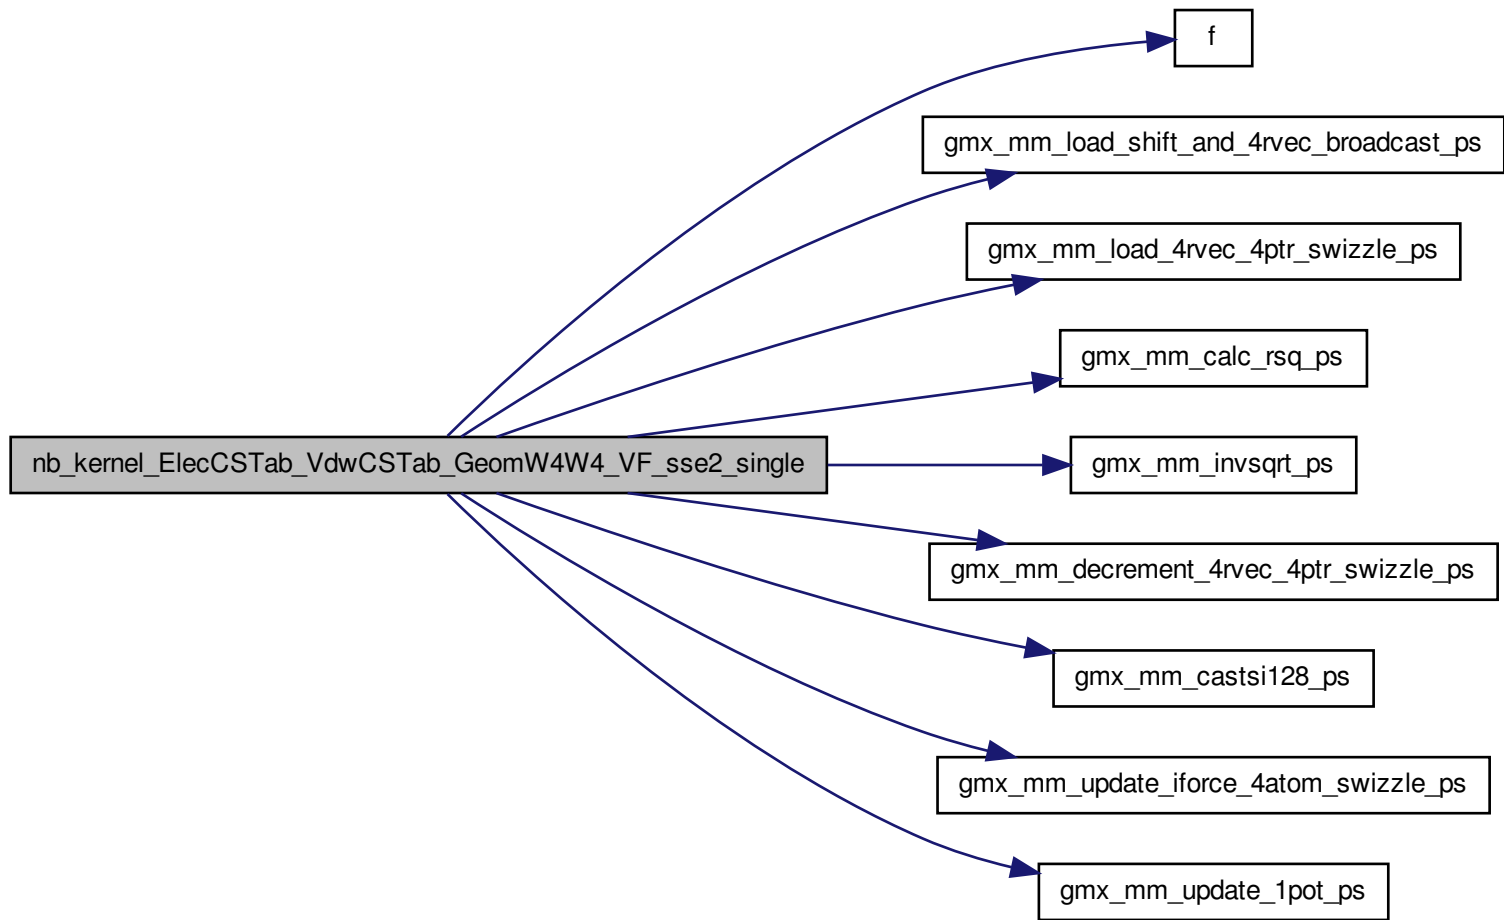 f
gmx_mm_load_shift_and_4rvec_broadcast_ps
gmx_mm_load_4rvec_4ptr_swizzle_ps
gmx_mm_calc_rsq_ps
nb_kernel_ElecCSTab_VdwCSTab_GeomW4W4_VF_sse2_single
gmx_mm_invsqrt_ps
gmx_mm_decrement_4rvec_4ptr_swizzle_ps
gmx_mm_castsi128_ps
gmx_mm_update_iforce_4atom_swizzle_ps
gmx_mm_update_1pot_ps